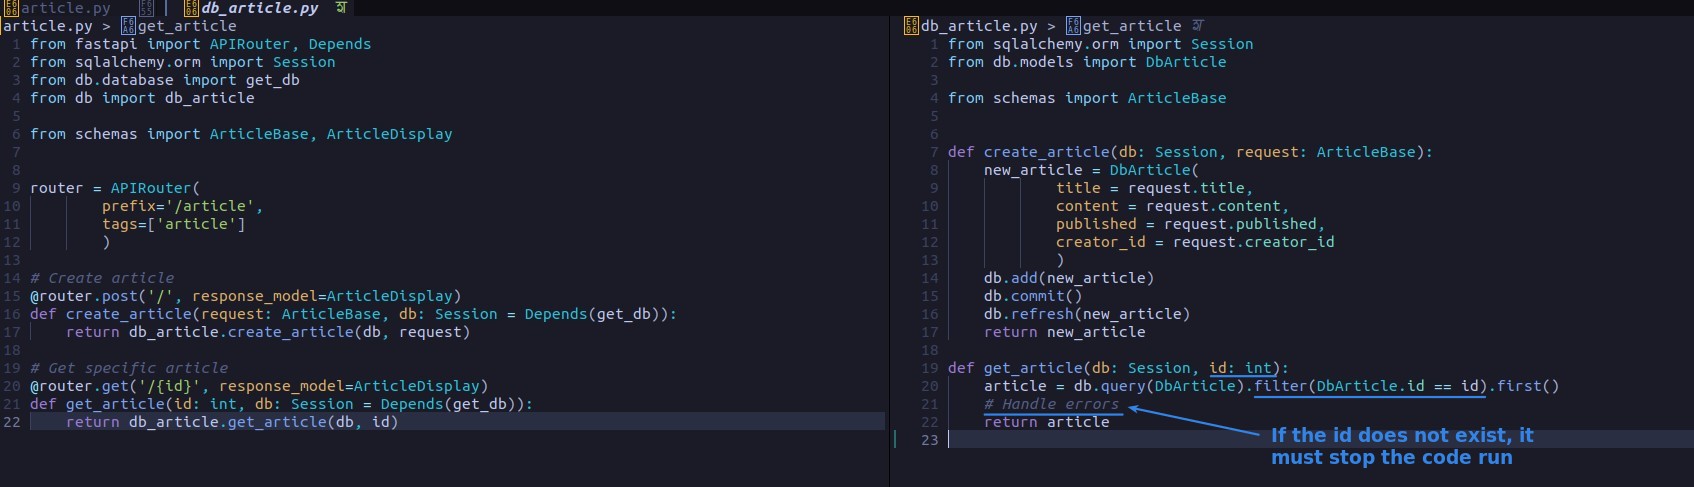 article.py
db_article.py
article.py > get_article
1 from fastapi import APIRouter, Depends
2 from sqlalchemy.orm import Session
3 from db.database import get_db
4 from db import db_article
5
6 from schemas import ArticleBase, ArticleDisplay
7
8
9 router = APIRouter(
10         prefix='/article',
11         tags=['article']
12         )
13
14 # Create article
15 @router.post('/', response_model=ArticleDisplay)
16 def create_article(request: ArticleBase, db: Session = Depends(get_db)):
17     return db_article.create_article(db, request)
18
19 # Get specific article
20 @router.get('/{id}', response_model=ArticleDisplay)
21 def get_article(id: int, db: Session = Depends(get_db)):
22     return db_article.get_article(db, id)
db_article.py > get_article
1 from sqlalchemy.orm import Session
2 from db.models import DbArticle
3
4 from schemas import ArticleBase
5
6
7 def create_article(db: Session, request: ArticleBase):
8     new_article = DbArticle(
9             title = request.title,
10             content = request.content,
11             published = request.published,
12             creator_id = request.creator_id
13             )
14     db.add(new_article)
15     db.commit()
16     db.refresh(new_article)
17     return new_article
18
19 def get_article(db: Session, id: int):
20     article = db.query(DbArticle).filter(DbArticle.id == id).first()
21     # Handle errors
22     return article
23
If the id does not exist, it
must stop the code run